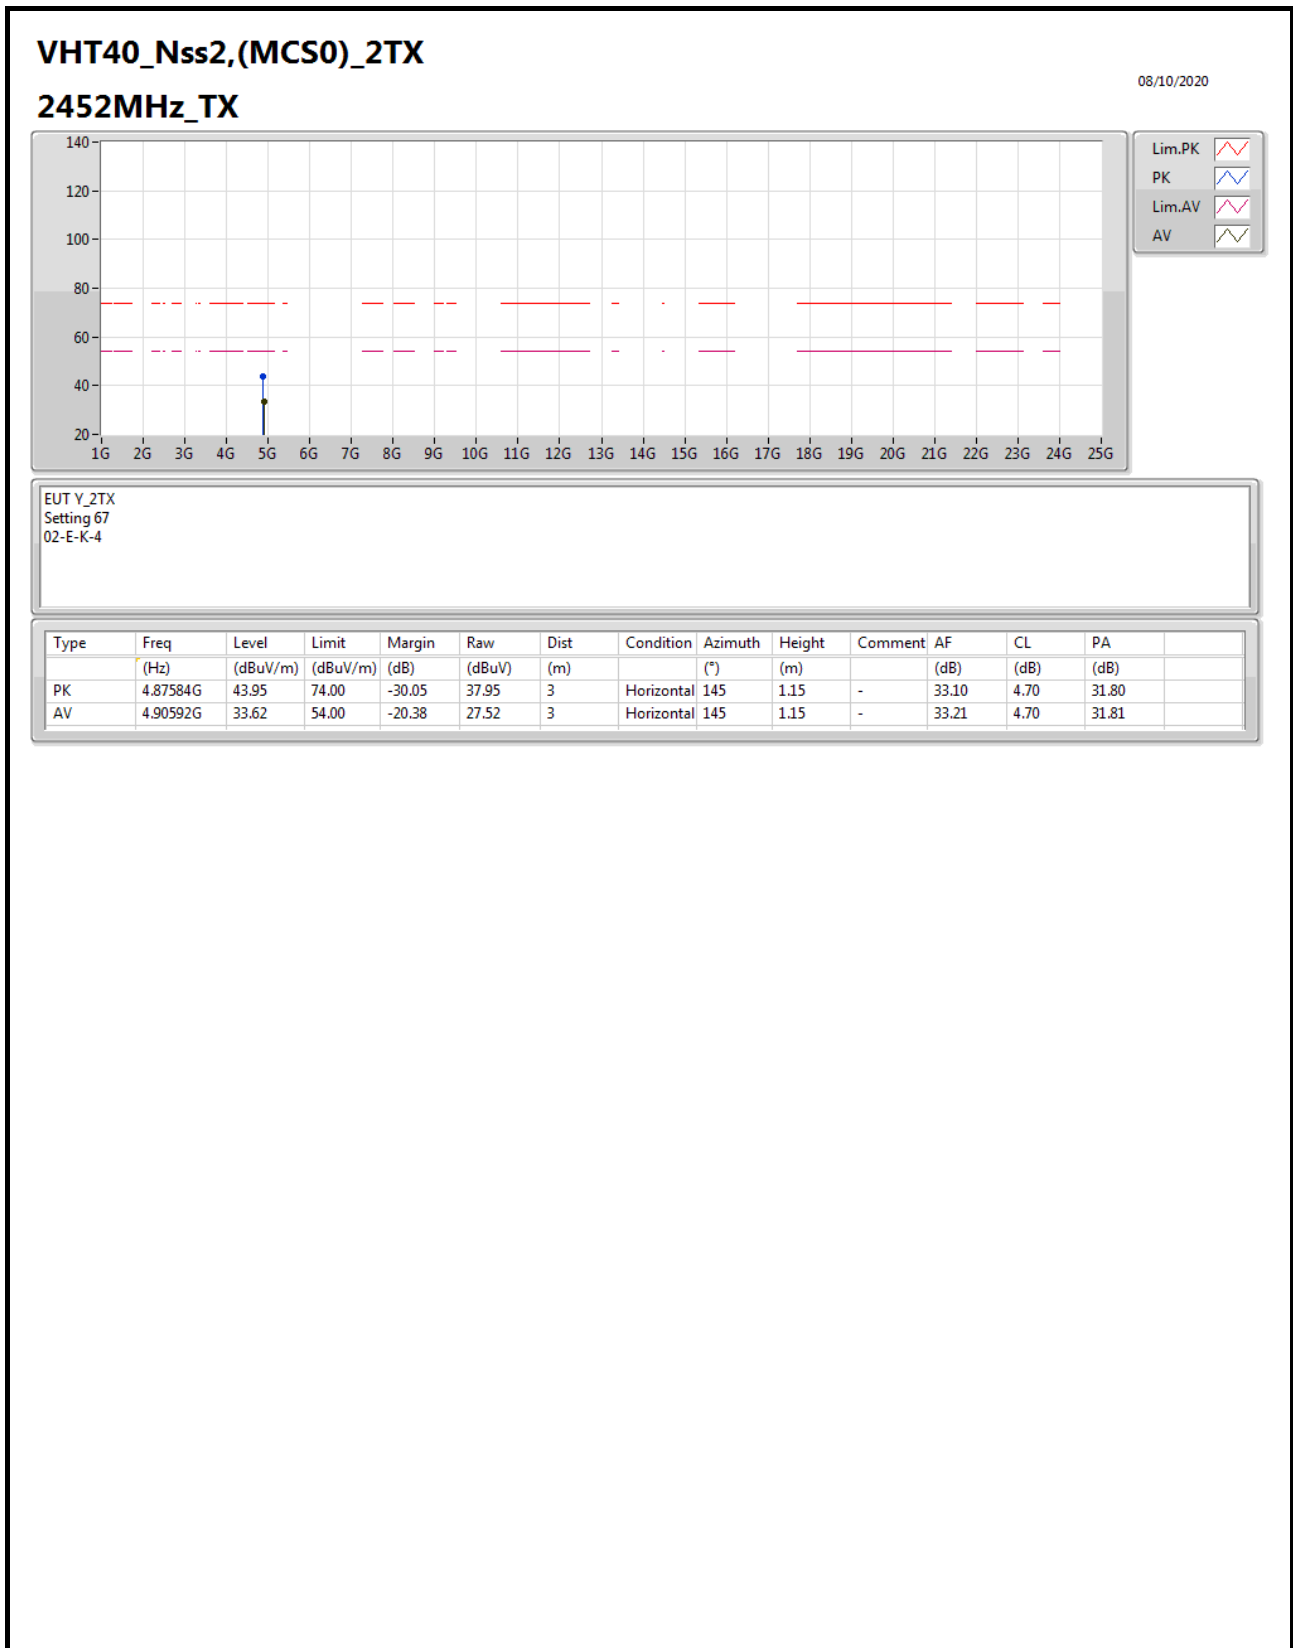 VHT40_Nss2,(MCS0)_2TX
08/10/2020
2452MHz_TX
140
120
100
80
60
40
20
1G 2G 3G 4G 5G 6G 7G 8G 9G 10G 11G 12G 13G 14G 15G 16G 17G 18G 19G 20G 21G 22G 23G 24G 25G
Lim.PK
PK
Lim.AV
AV
EUT Y_2TX
Setting 67
02-E-K-4
Type Freq Level Limit Margin Raw Dist Condition Azimuth Height Comment AF CL PA
(Hz) (dBuV/m) (dBuV/m) (dB) (dBuV) (m) (°) (m) (dB) (dB) (dB)
PK 4.87584G 43.95 74.00 -30.05 37.95 3 Horizontal 145 1.15 - 33.10 4.70 31.80
AV 4.90592G 33.62 54.00 -20.38 27.52 3 Horizontal 145 1.15 - 33.21 4.70 31.81